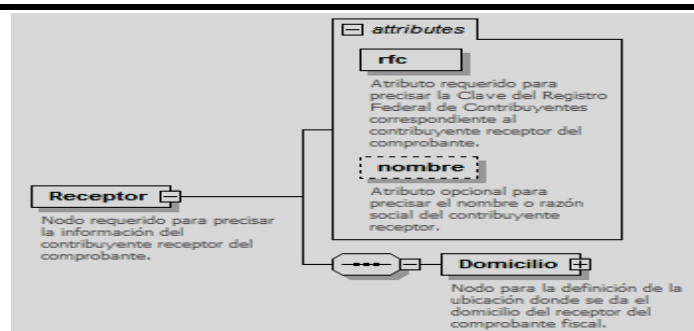 attributes
rfc
Atributo requerido para
precisar la Clave del Registro
Federal de Contribuyentes
correspondiente al
contribuyente receptor del
comprobante.
nombre
Atributo opcional para
precisar el nombre o razón
social del contribuyente
receptor.
Receptor
Nodo requerido para precisar
la información del
contribuyente receptor del
comprobante.
Domicilio
Nodo para la definición de la
ubicación donde se da el
domicilio del receptor del
comprobante fiscal.